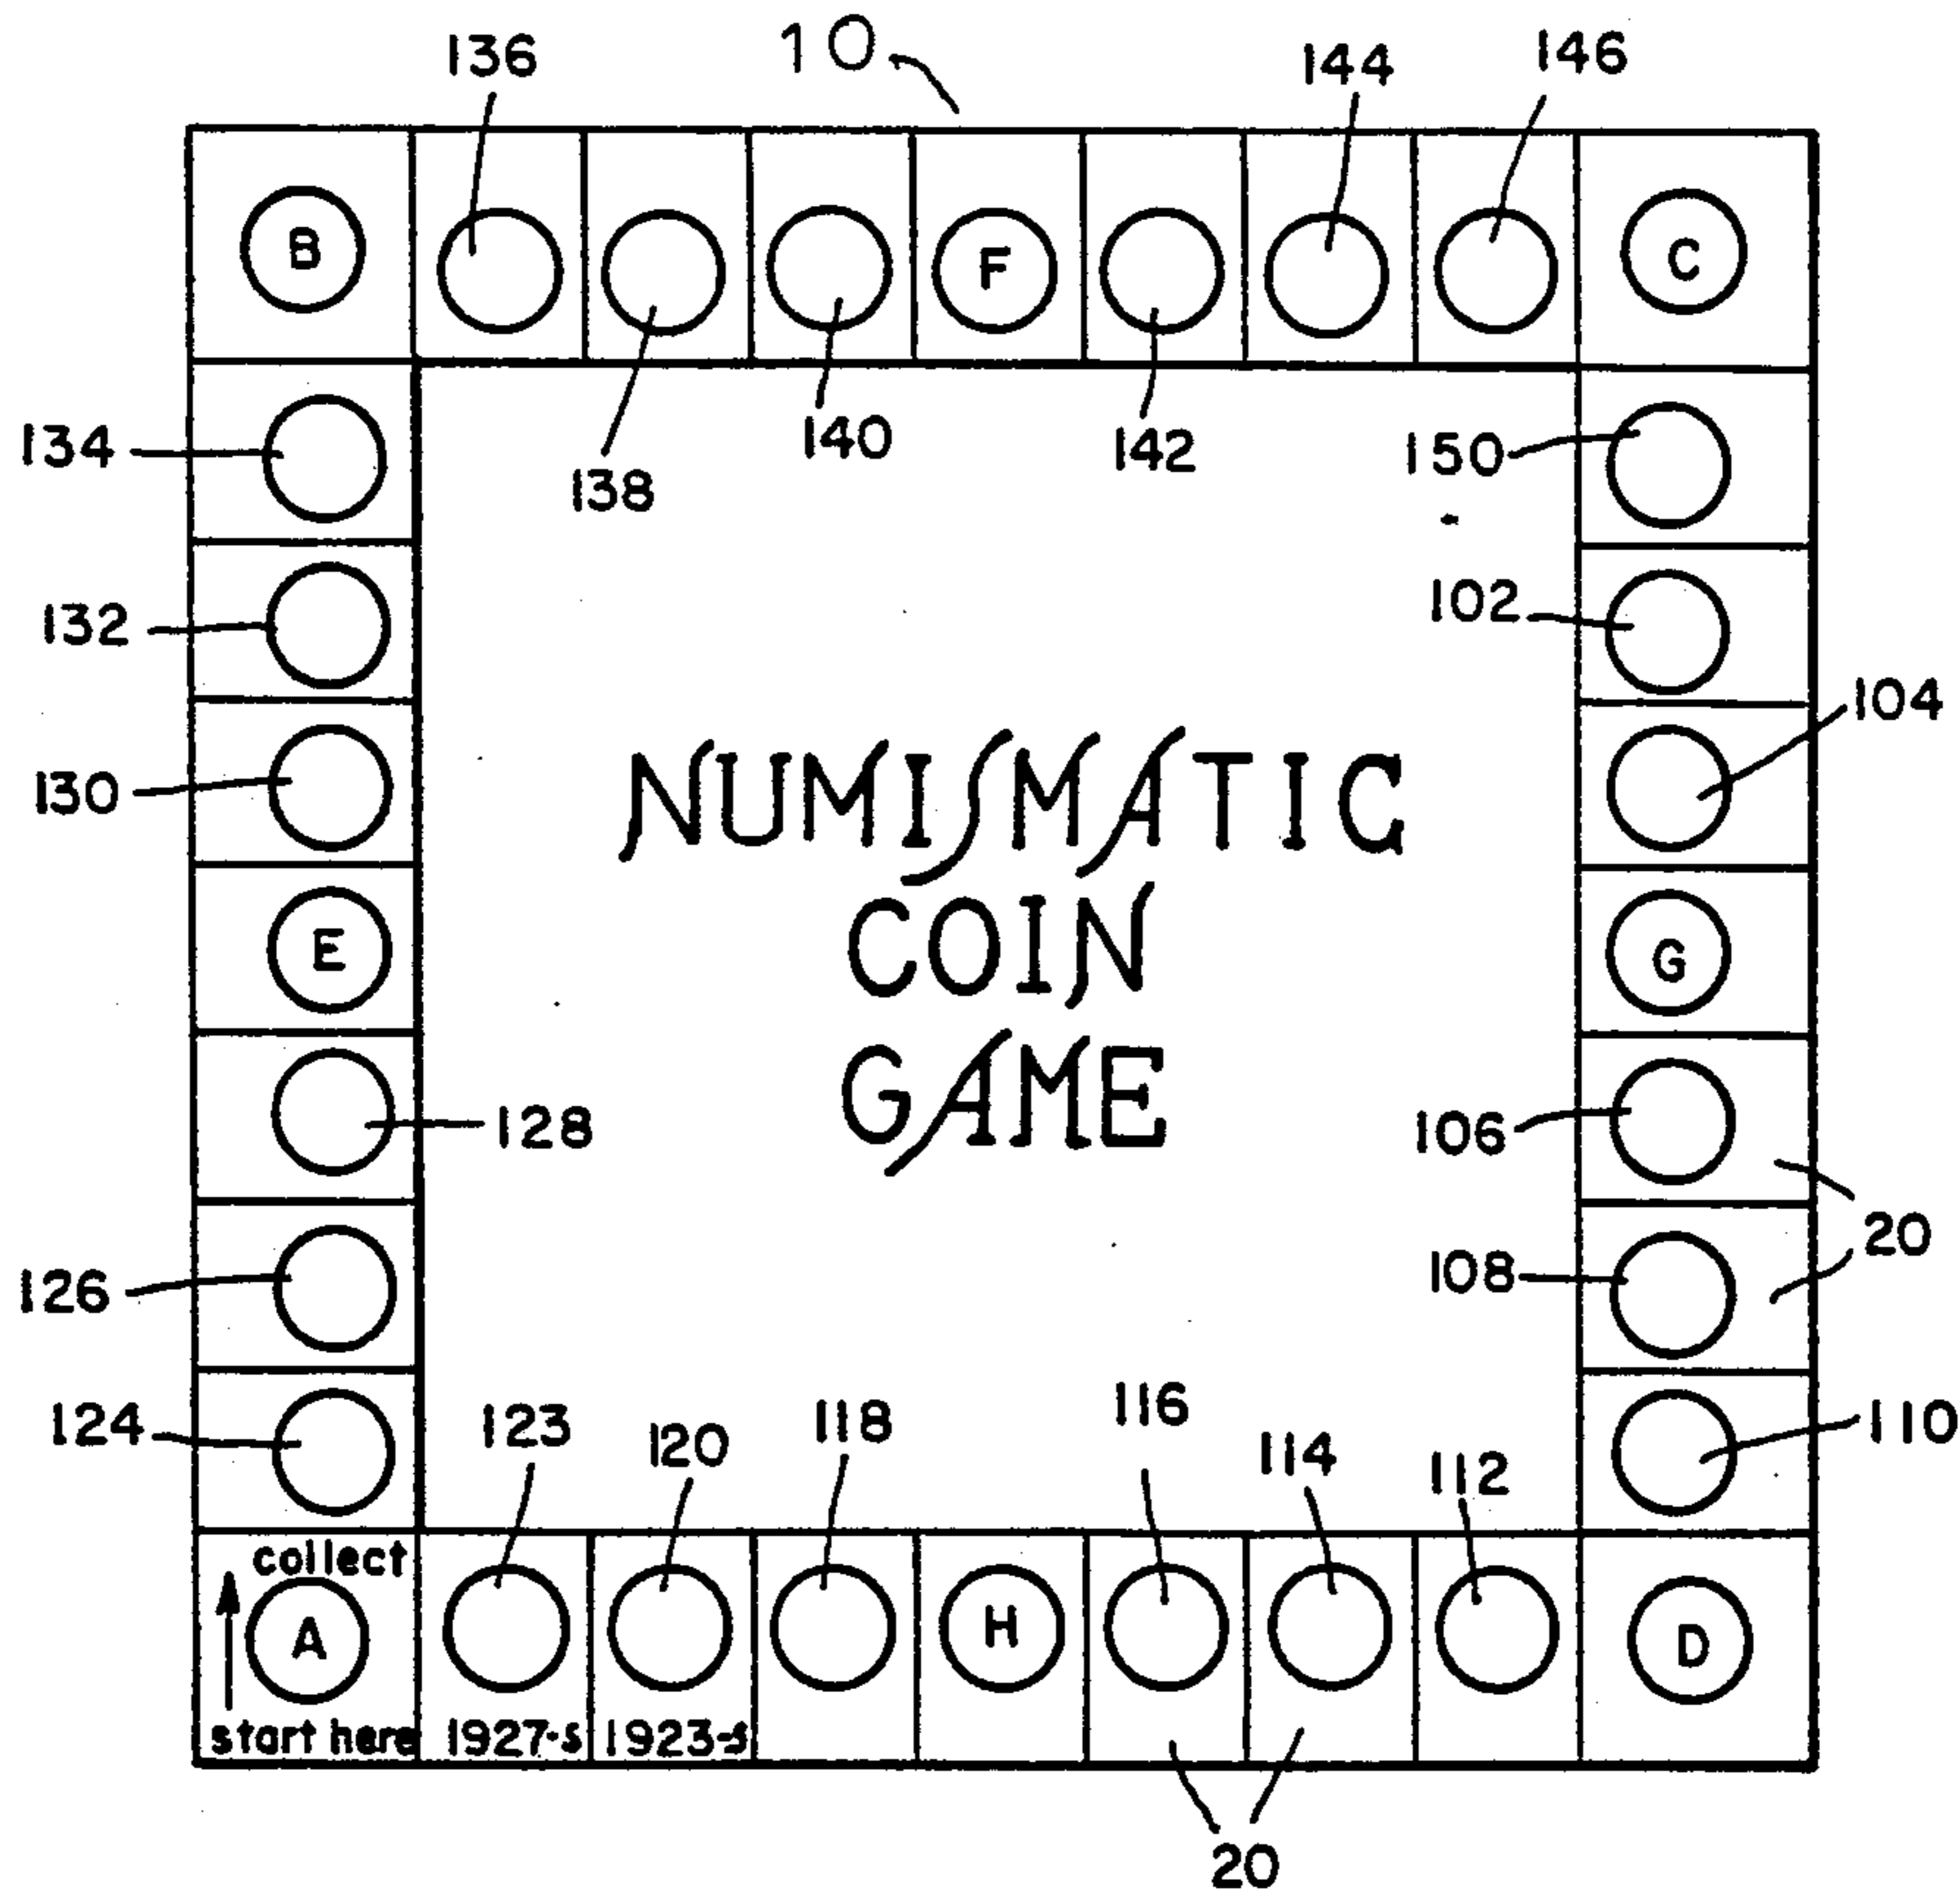 136
10
144
146
B
F
C
134
138
140
142
150
132
102
104
130
NUMISMATIC
COIN
GAME
E
G
128
106
20
126
108
124
123
120
118
116
114
112
110
collect
A
H
D
start here
1927-S
1923-S
20